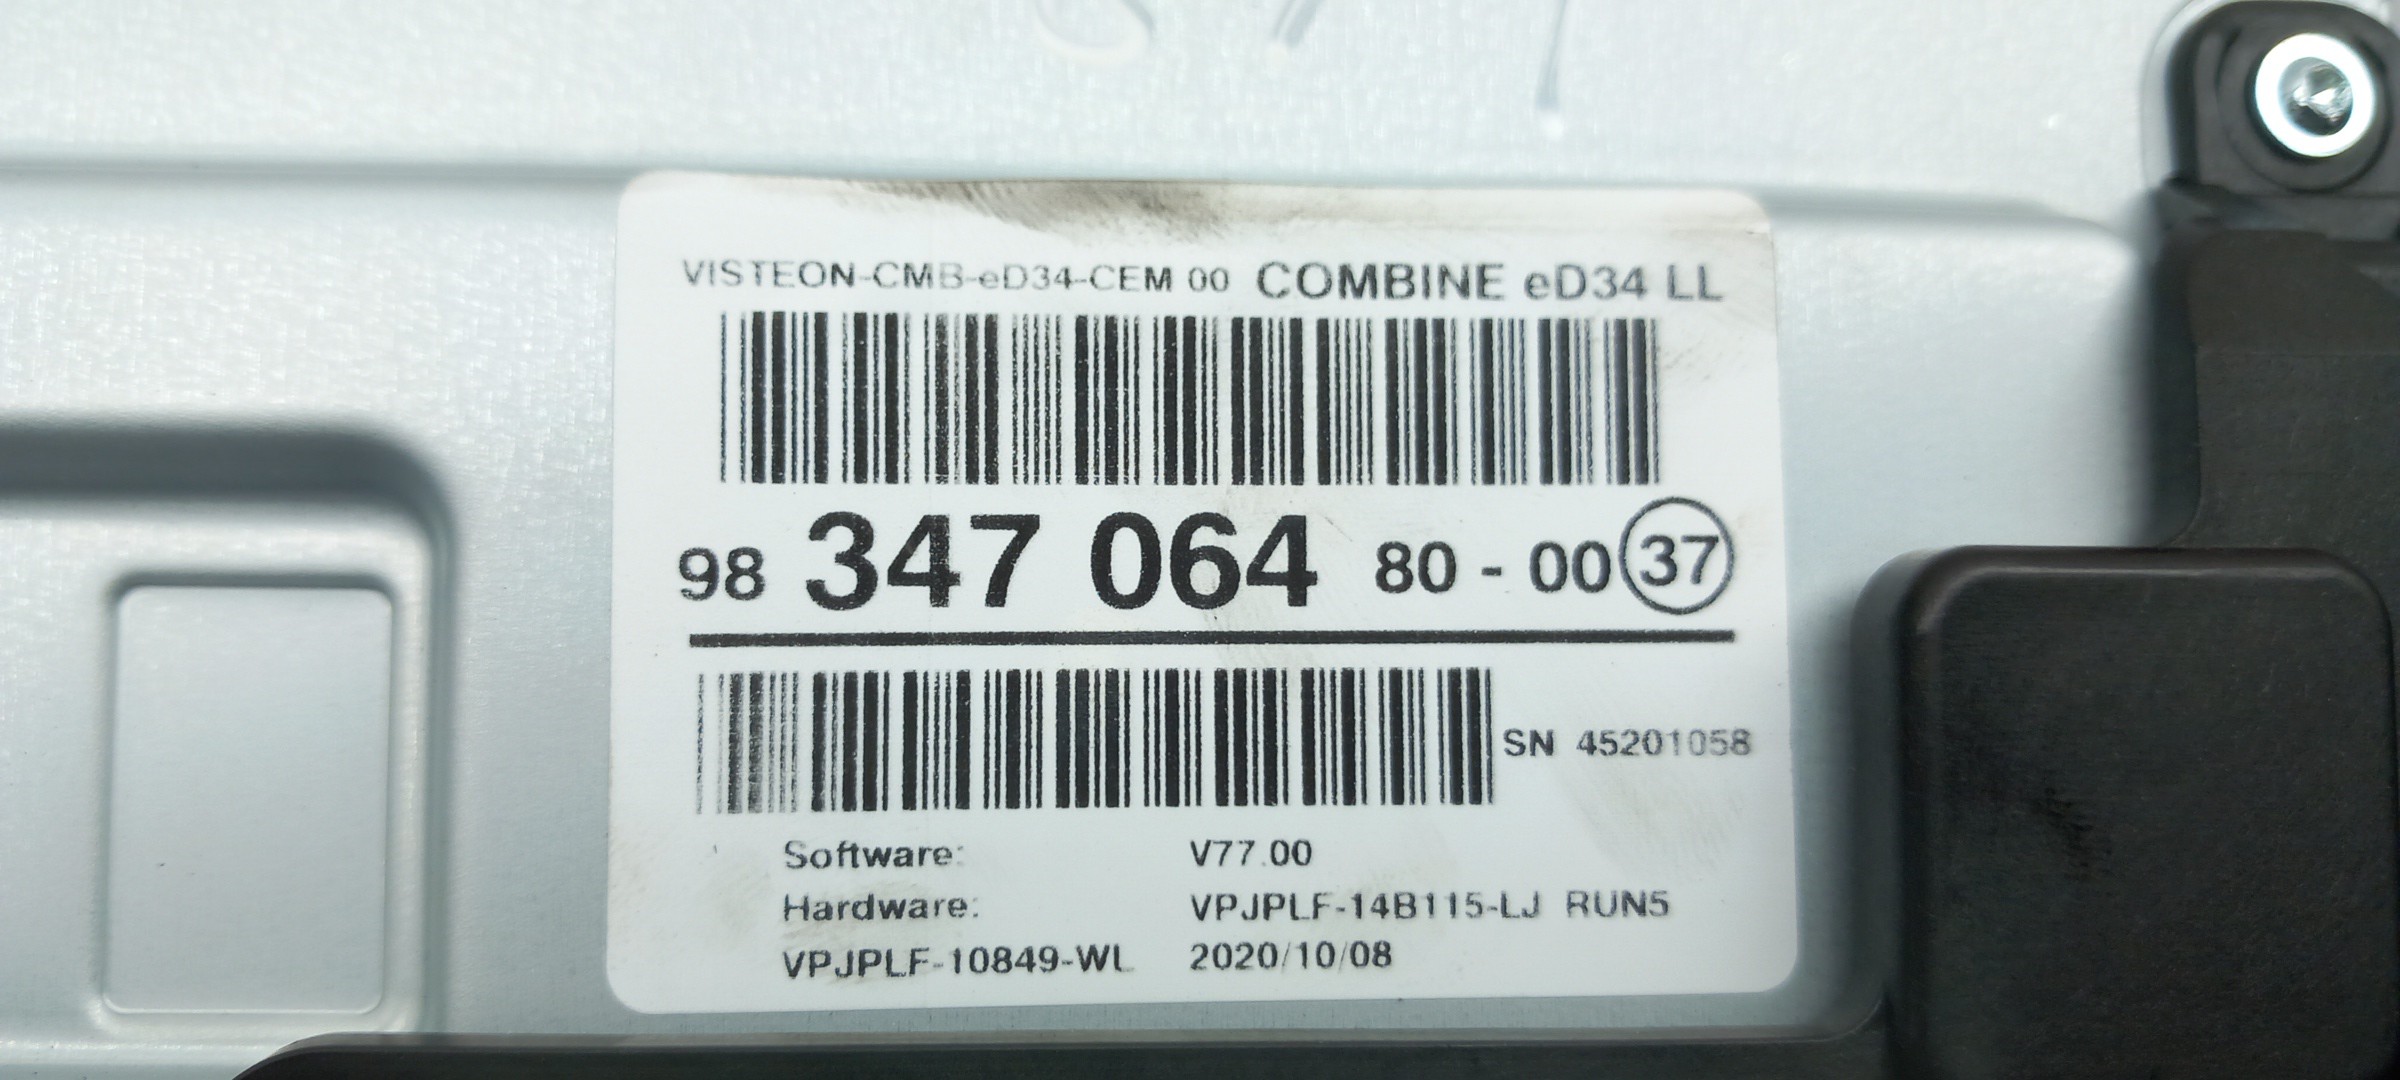 VISTEON-CMB-eD34-CEM 00 COMBINE eD34 LL
98 347 064 80 - 00 37
SN 45201058
Software: V77.00
Hardware: VPJPLF-14B115-LJ RUN5
VPJPLF-10849-WL 2020/10/08